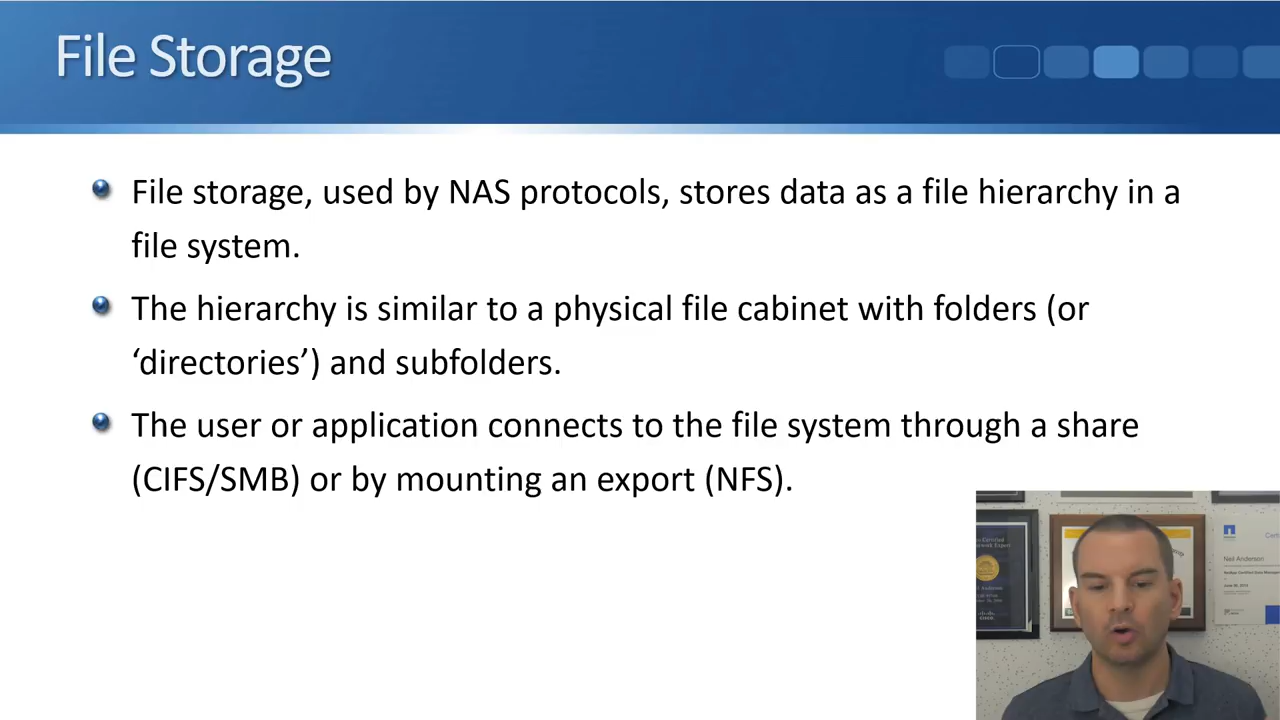 File Storage
File storage, used by NAS protocols, stores data as a file hierarchy in a
file system.
The hierarchy is similar to a physical file cabinet with folders (or
‘directories’) and subfolders.
The user or application connects to the file system through a share
(CIFS/SMB) or by mounting an export (NFS).
Neil Anderson